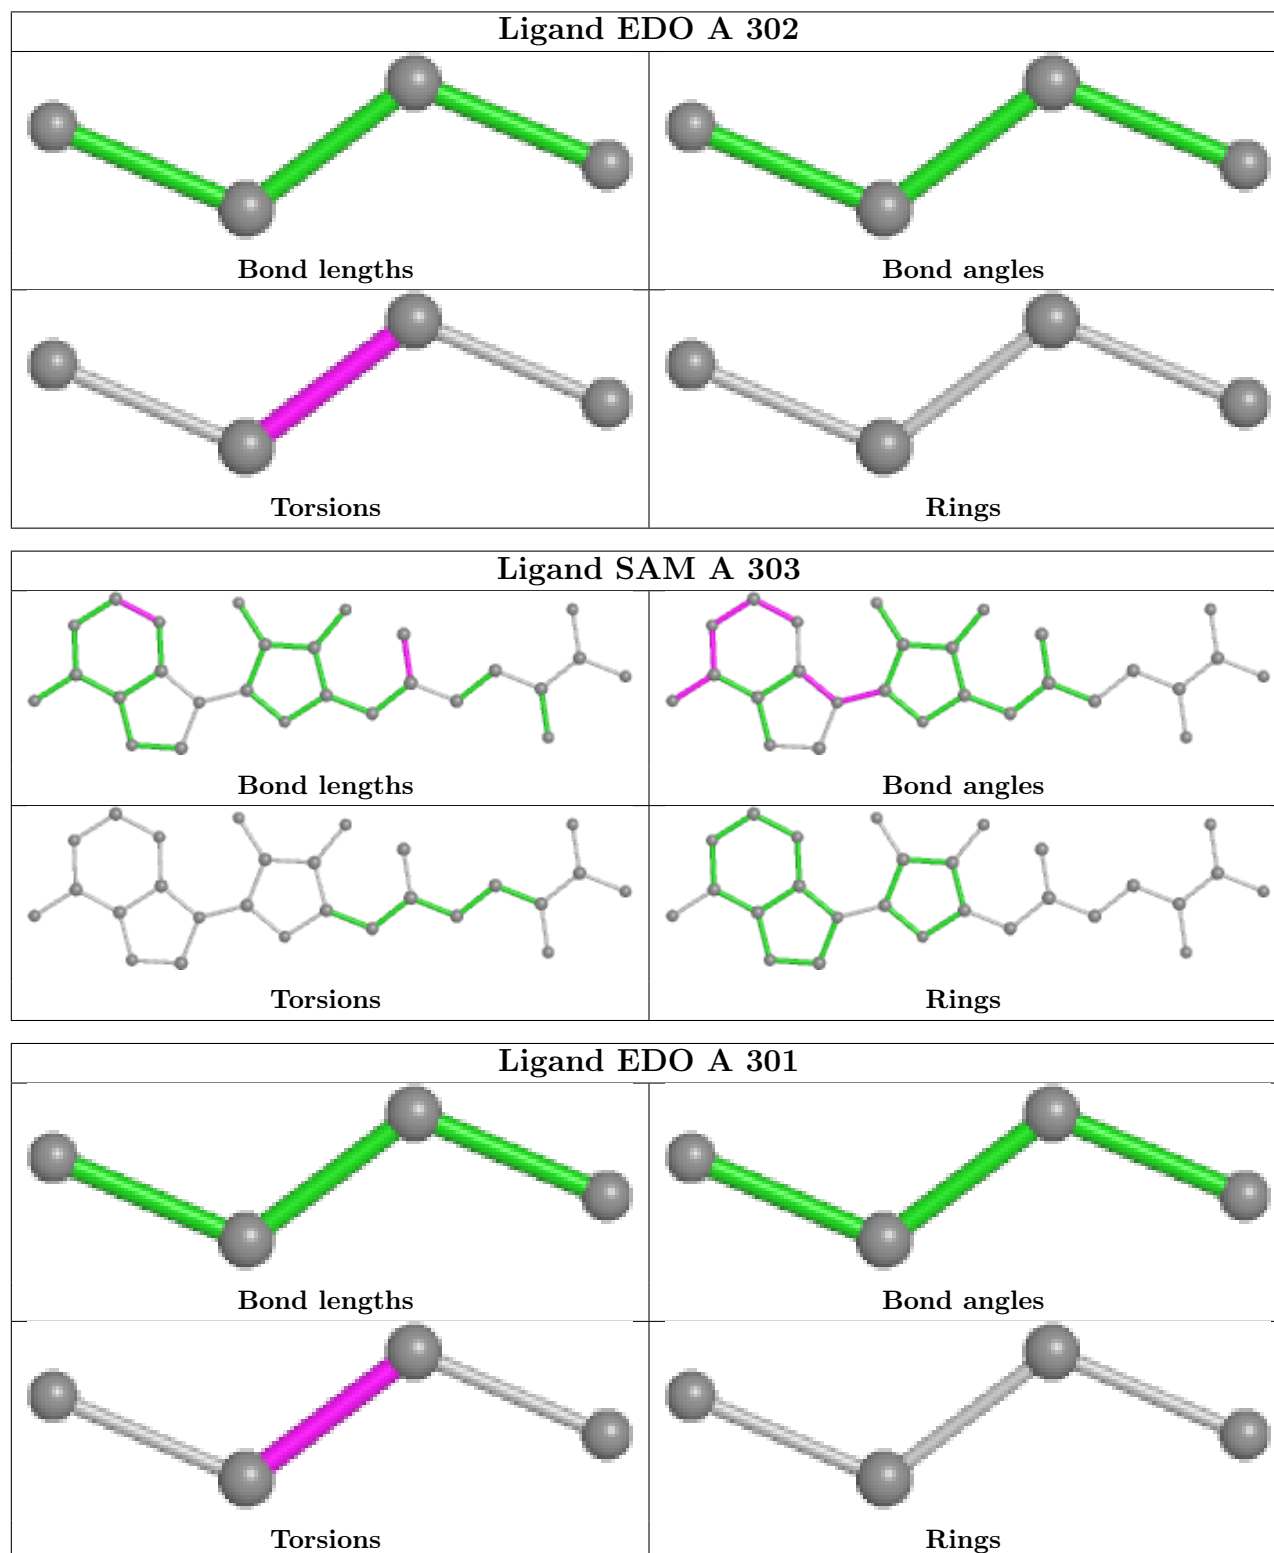 Ligand EDO A 302
Bond lengths
Bond angles
Torsions
Rings
Ligand SAM A 303
Bond lengths
Bond angles
Torsions
Rings
Ligand EDO A 301
Bond lengths
Bond angles
Torsions
Rings